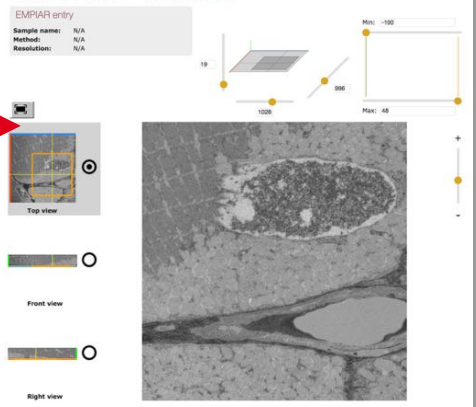 EMPIAR entry
Sample name: N/A
Method: N/A
Resolution: N/A
19
1028
996
Min: -100
Max: 48
+
-
Top view
Front view
Right view